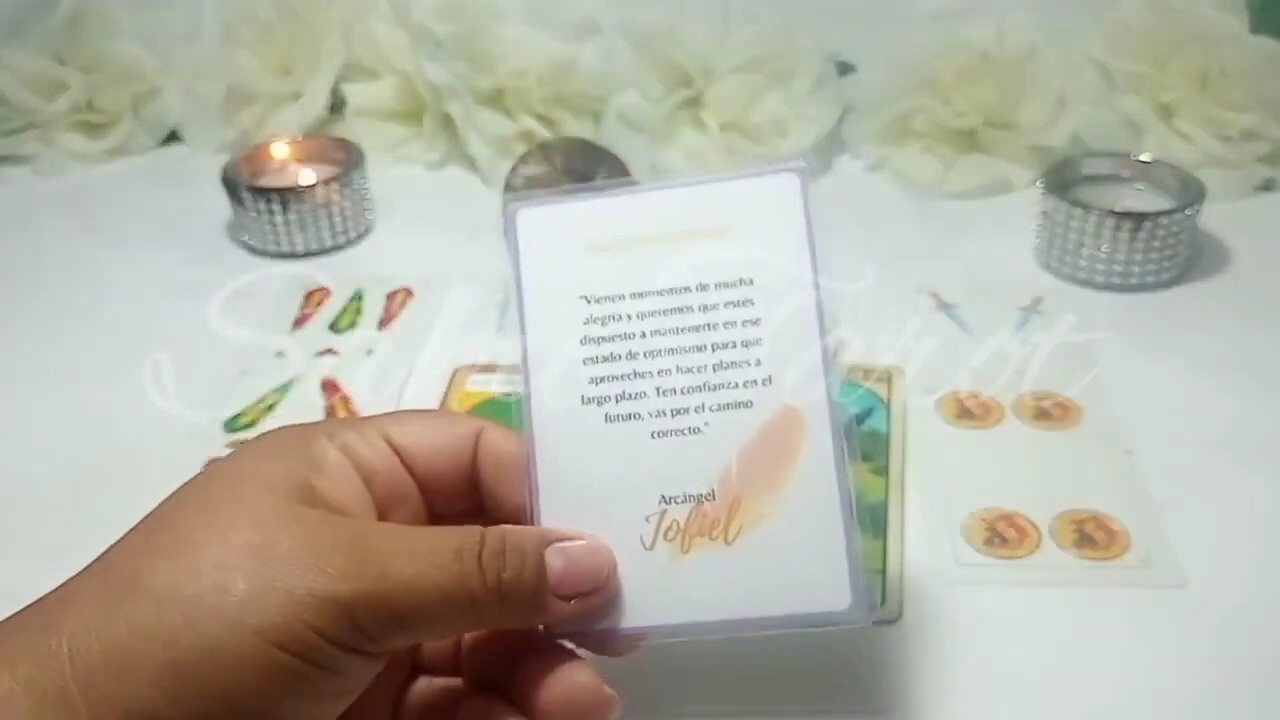 "Vienen momentos de mucha
alegría y queremos que estés
dispuesto a mantenerte en ese
estado de optimismo para que
aproveches en hacer planes a
largo plazo. Ten confianza en el
futuro, vas por el camino
correcto."
Arcángel
Jofiel
Tarot